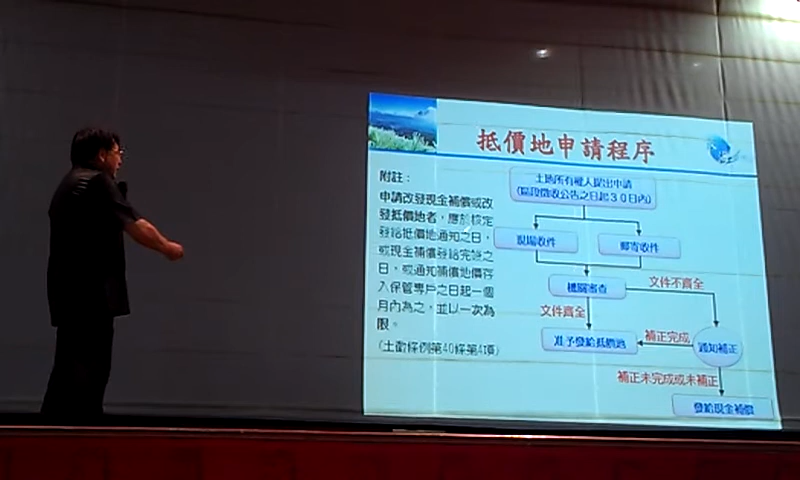 抵價地申請程序
附註：
申請改發現金補償或改
發抵價地者，應於核定
發給抵價地通知之日，
或現金補償發給完竣之
日，或通知補償地價存
入保管專戶之日起一個
月內為之，並以一次為
限。
(土徵條例第40條第4項)
土地所有權人提出申請
(區段徵收公告之日起30日內)
現場收件
郵寄收件
機關審查
文件不齊全
文件齊全
准予發給抵價地
補正完成
通知補正
補正未完成或未補正
發給現金補償